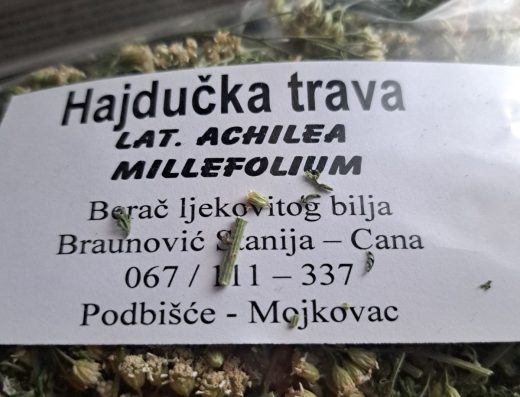 Hajdučka trava
LAT. ACHILEA
MILLEFOLIUM
Berač ljekovitog bilja
Braunović Stanija – Cana
067 / 111 – 337
Podbišće - Mojkovac